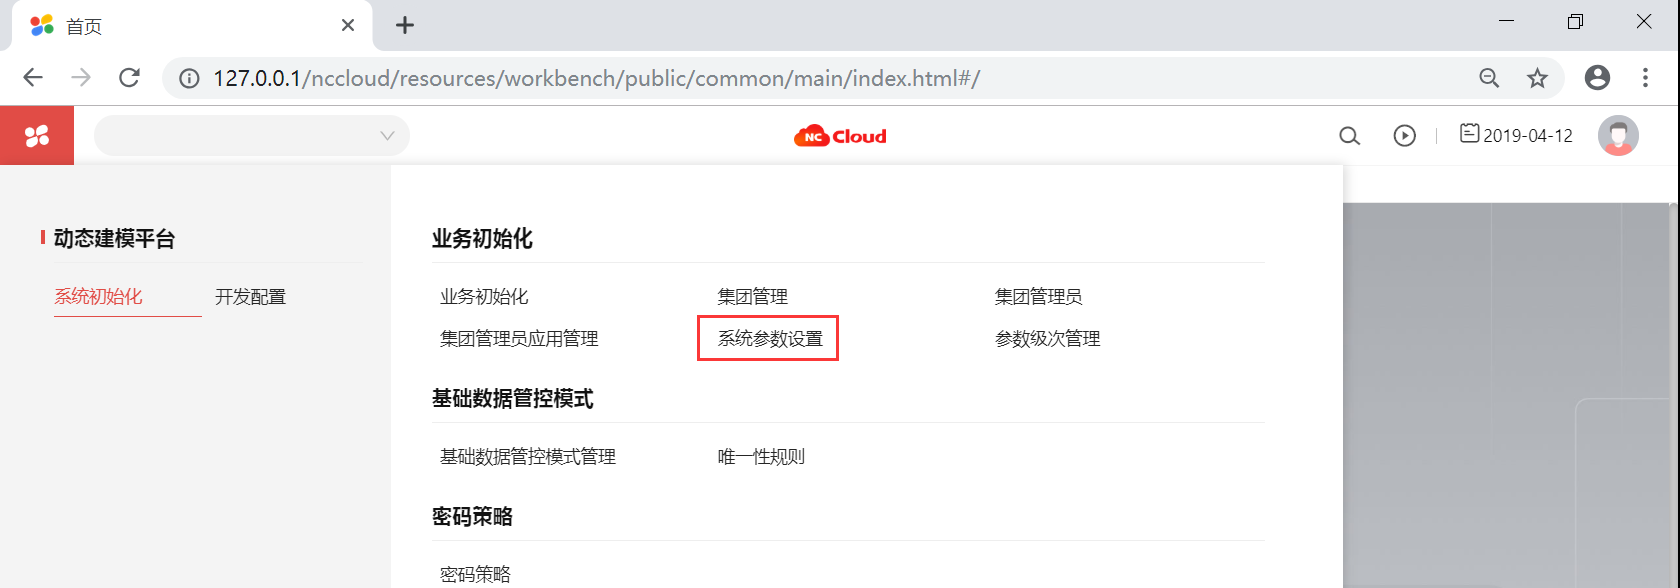 首页
127.0.0.1/nccloud/resources/workbench/public/common/main/index.html#/
NC Cloud
2019-04-12
动态建模平台
系统初始化 开发配置
业务初始化
业务初始化 集团管理 集团管理员
集团管理员应用管理 系统参数设置 参数级次管理
基础数据管控模式
基础数据管控模式管理 唯一性规则
密码策略
密码策略